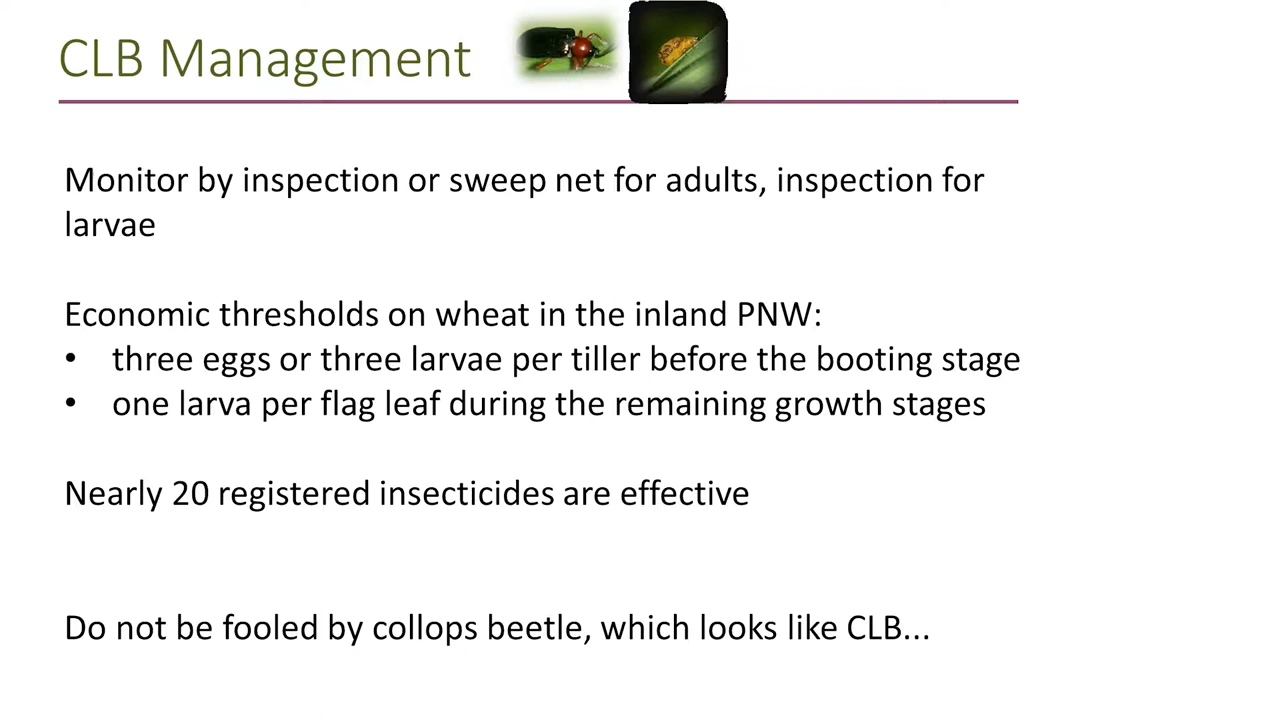 CLB Management
Monitor by inspection or sweep net for adults, inspection for
larvae
Economic thresholds on wheat in the inland PNW:
• three eggs or three larvae per tiller before the booting stage
• one larva per flag leaf during the remaining growth stages
Nearly 20 registered insecticides are effective
Do not be fooled by collops beetle, which looks like CLB...